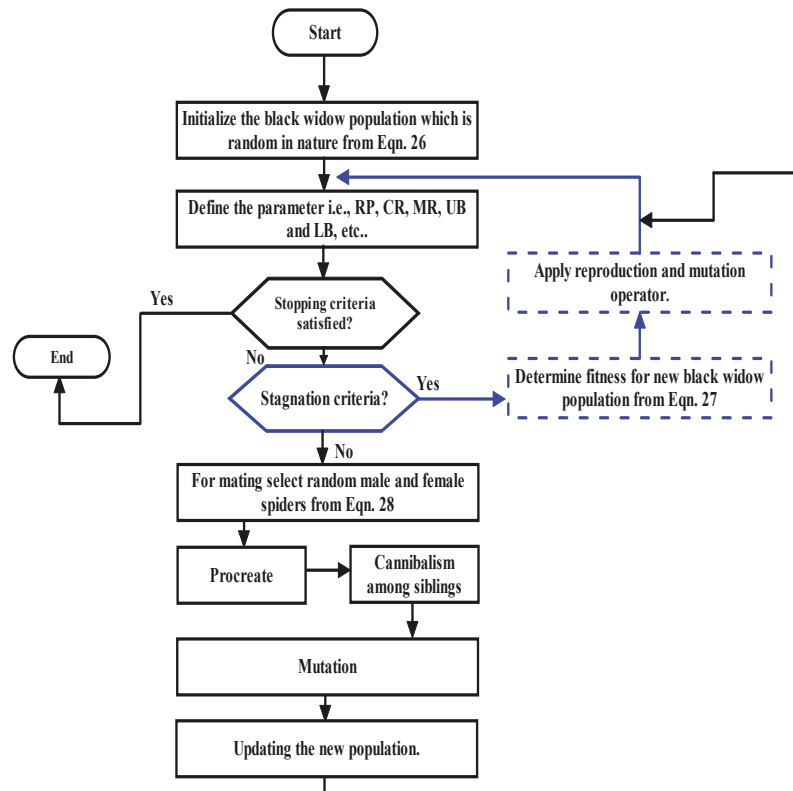 Start
Initialize the black widow population which is
random in nature from Eqn. 26
Define the parameter i.e., RP, CR, MR, UB
and LB, etc..
Apply reproduction and mutation
operator.
Yes
Stopping criteria
satisfied?
End
No
Stagnation criteria?
Yes
Determine fitness for new black widow
population from Eqn. 27
No
For mating select random male and female
spiders from Eqn. 28
Procreate
Cannibalism
among siblings
Mutation
Updating the new population.